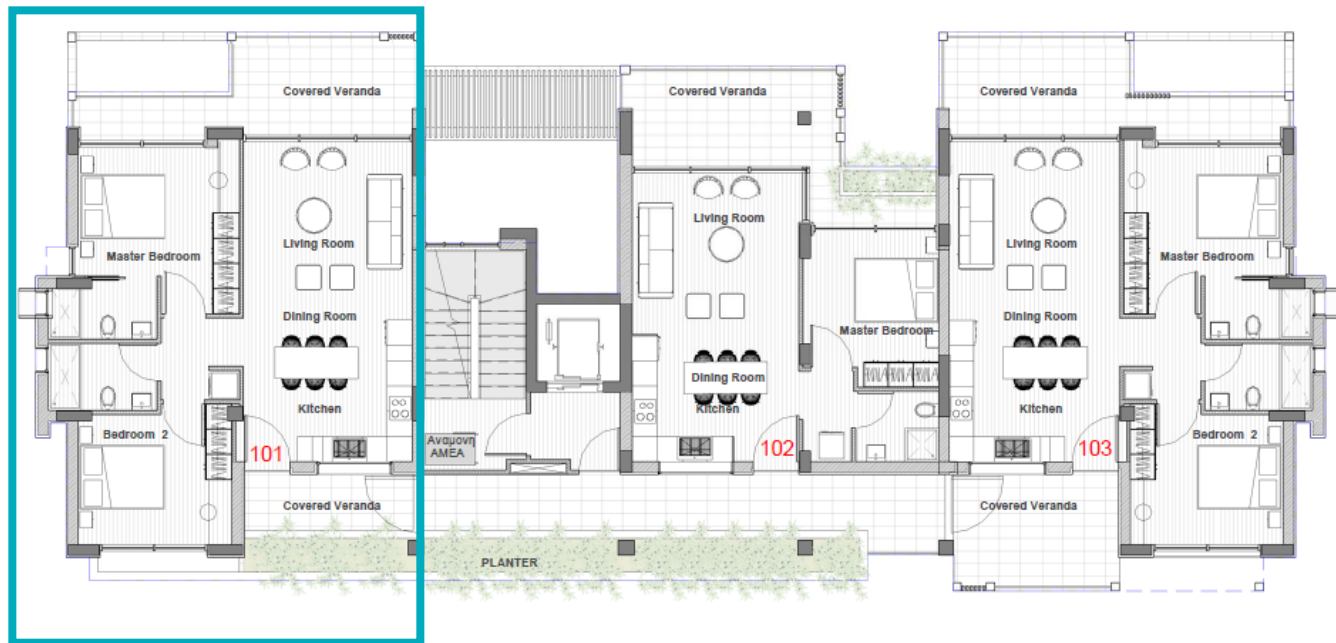 Covered Veranda
Covered Veranda
Covered Veranda
Living Room
Living Room
Living Room
Master Bedroom
Master Bedroom
Dining Room
Dining Room
Master Bedroom
Dining Room
Kitchen
Kitchen
Kitchen
Bedroom 2
Bedroom 2
Αναμονη
ΑΜΕΑ
101
102
103
Covered Veranda
Covered Veranda
PLANTER